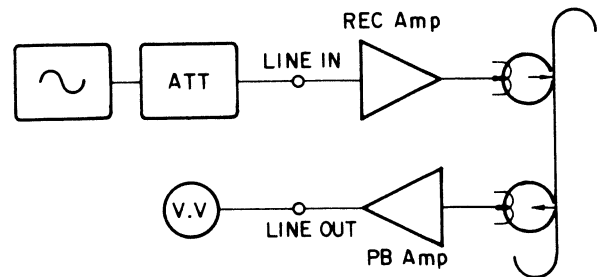 REC Amp
LINE IN
ATT
V.V
LINE OUT
PB Amp